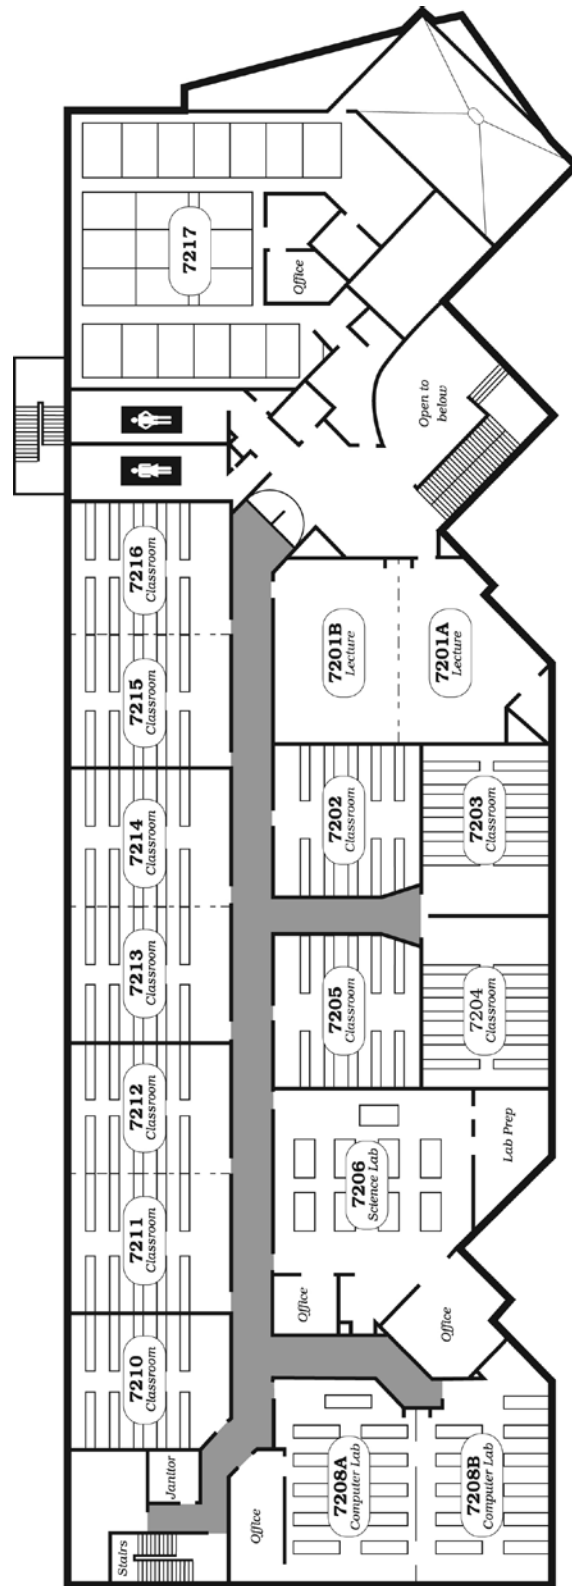 7217
Office
Open to
below
7216
Classroom
7215
Classroom
7201B
Lecture
7201A
Lecture
7214
Classroom
7202
Classroom
7203
Classroom
7213
Classroom
7205
Classroom
7204
Classroom
7212
Classroom
7206
Science Lab
Lab Prep
7211
Classroom
Office
Office
7210
Classroom
7208A
Computer Lab
7208B
Computer Lab
Janitor
Office
Stairs